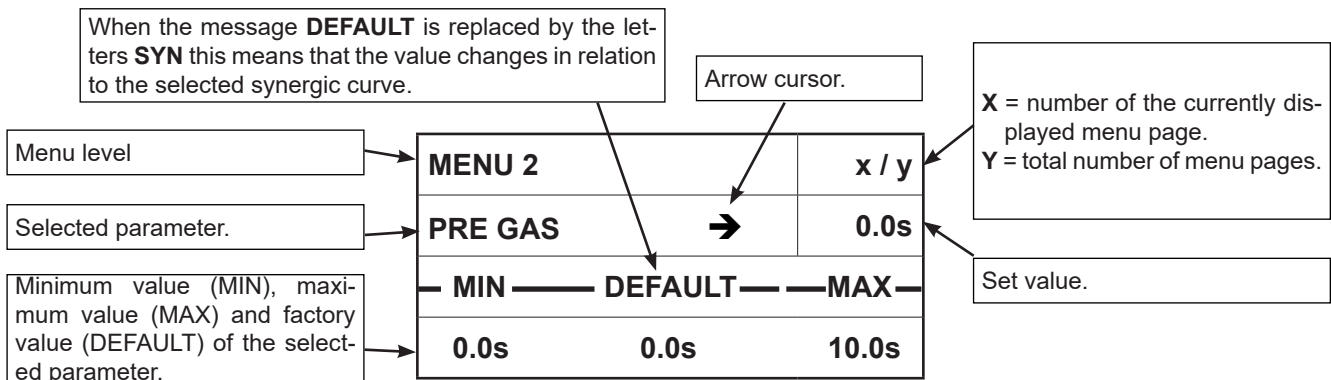 When the message DEFAULT is replaced by the let-
ters SYN this means that the value changes in relation
to the selected synergic curve.
Arrow cursor.
X = number of the currently dis-
played menu page.
Y = total number of menu pages.
Menu level
MENU 2 x / y
Selected parameter.
PRE GAS ➔ 0.0s
Set value.
Minimum value (MIN), maxi-
mum value (MAX) and factory
value (DEFAULT) of the select-
ed parameter.
MIN DEFAULT MAX
0.0s 0.0s 10.0s